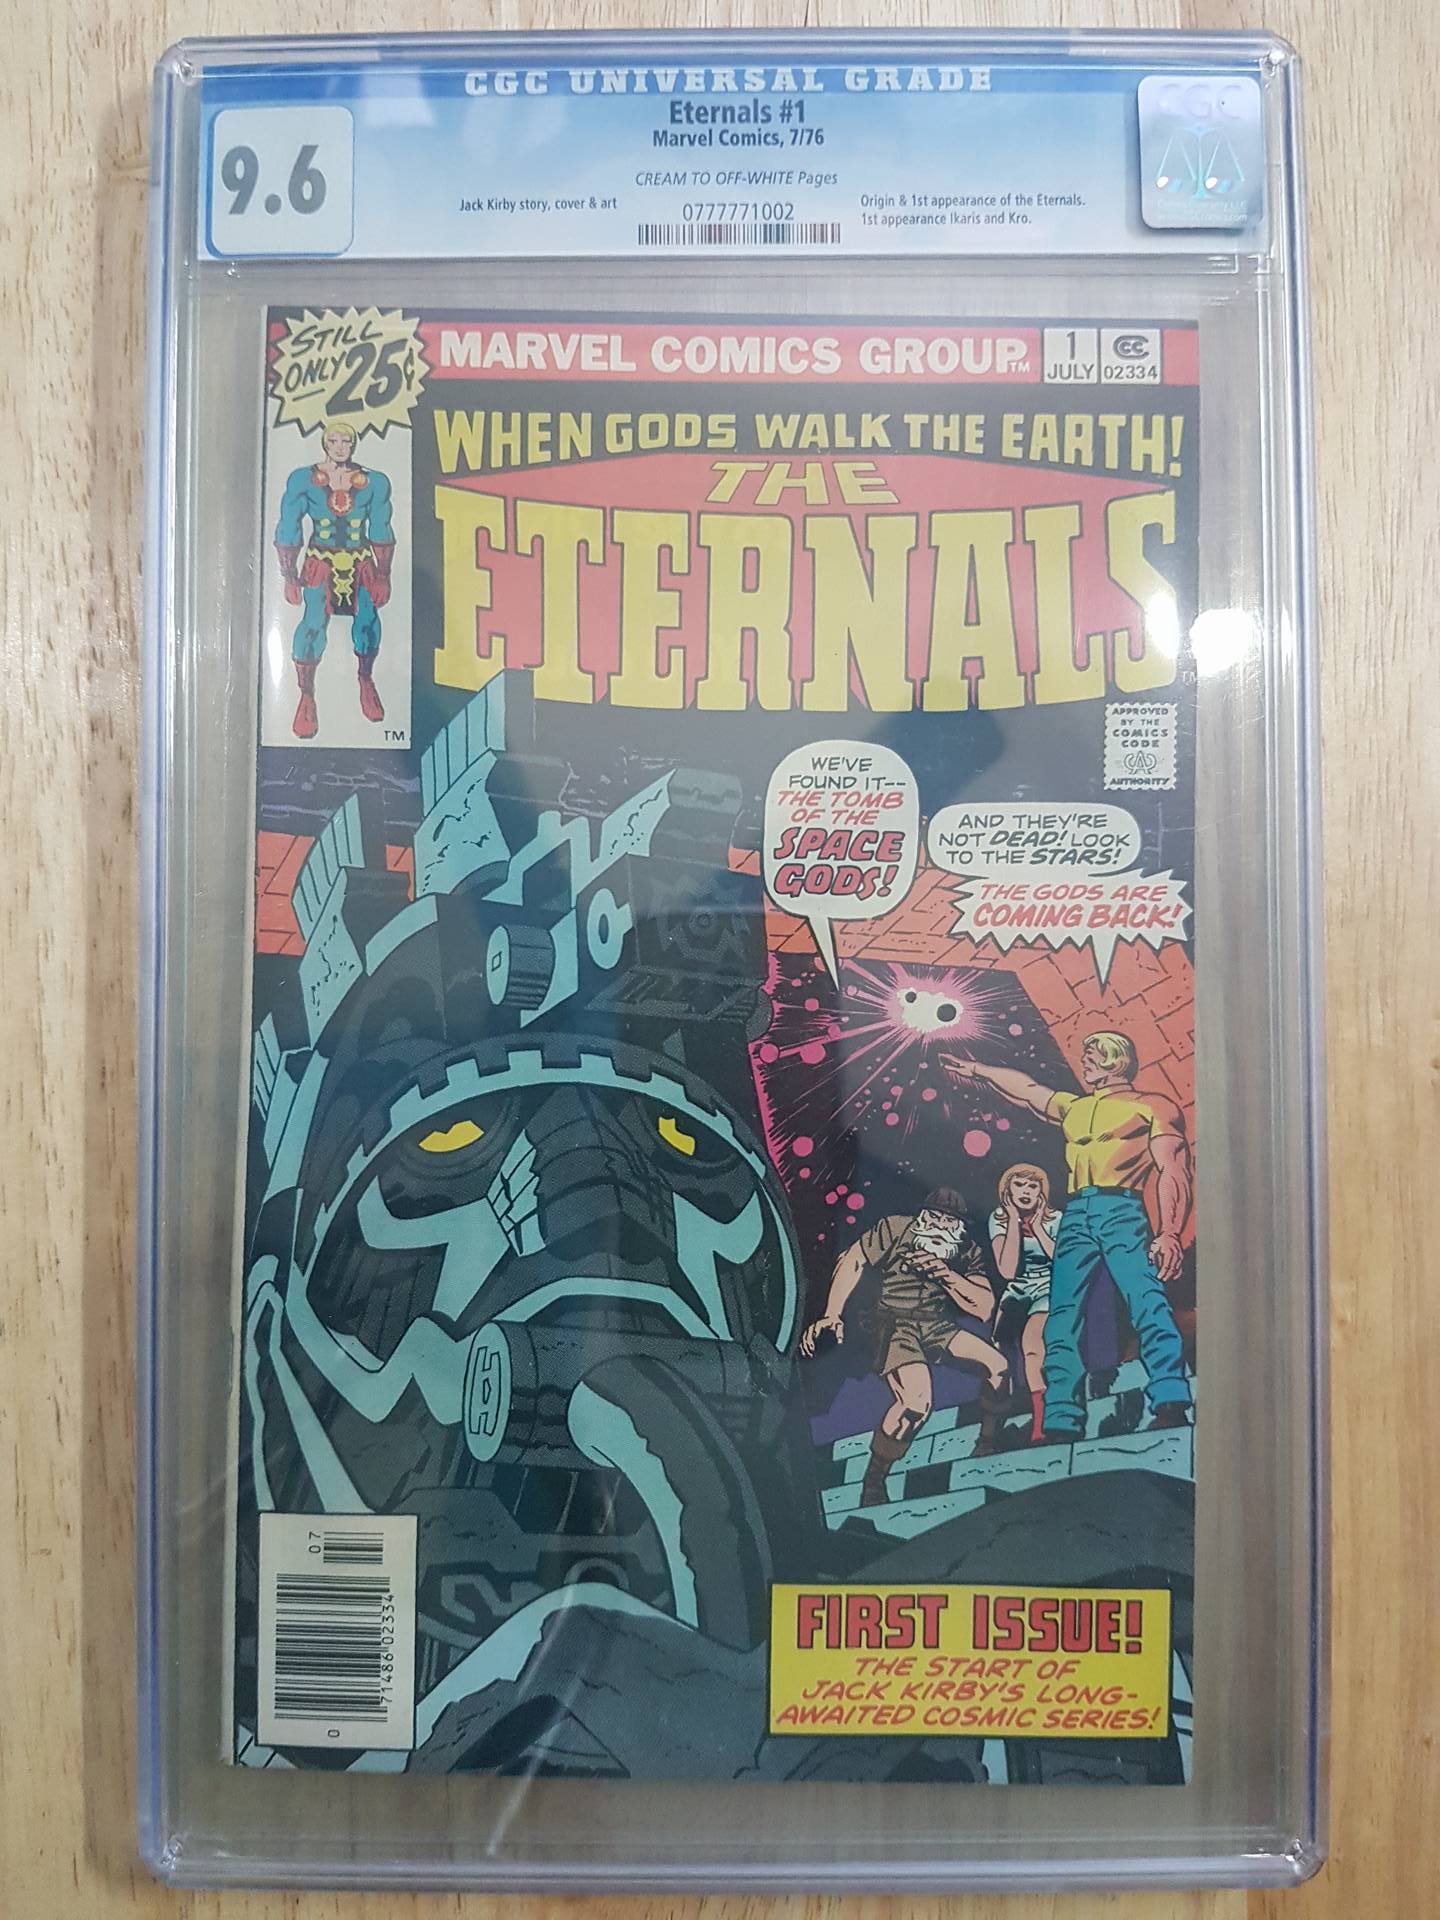 CGC UNIVERSAL GRADE
Eternals #1
Marvel Comics, 7/76
9.6
CREAM TO OFF-WHITE Pages
Jack Kirby story, cover & art
0777771002
Origin & 1st appearance of the Eternals.
1st appearance Ikaris and Kro.
CGC
STILL
ONLY 25¢
MARVEL COMICS GROUP™
1
JULY
CC
02334
WHEN GODS WALK THE EARTH!
THE
ETERNALS
TM
TM
APPROVED
BY THE
COMICS
CODE
CA
AUTHORITY
WE'VE
FOUND IT--
THE TOMB
OF THE
SPACE
GODS!
AND THEY'RE
NOT DEAD! LOOK
TO THE STARS!
THE GODS ARE
COMING BACK!
07
71486 02334
0
FIRST ISSUE!
THE START OF
JACK KIRBY'S LONG-
AWAITED COSMIC SERIES!